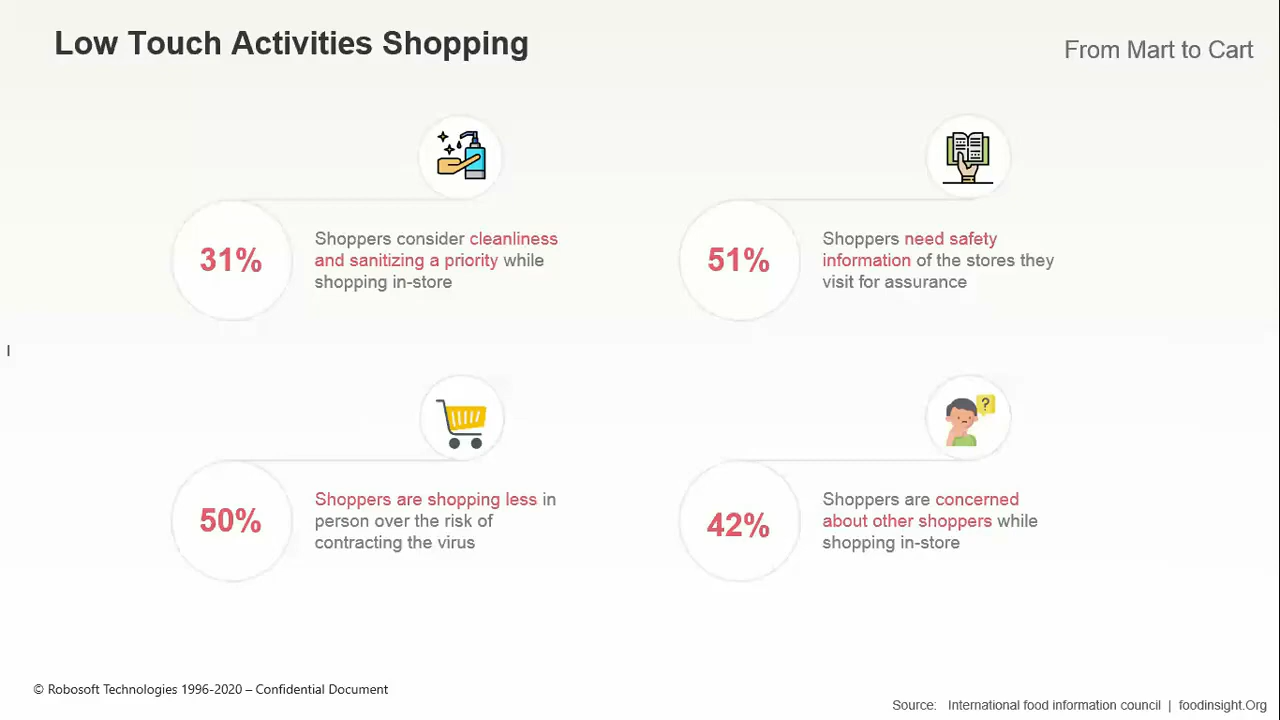 Low Touch Activities Shopping
From Mart to Cart
31%
Shoppers consider cleanliness
and sanitizing a priority while
shopping in-store
51%
Shoppers need safety
information of the stores they
visit for assurance
50%
Shoppers are shopping less in
person over the risk of
contracting the virus
?
42%
Shoppers are concerned
about other shoppers while
shopping in-store
© Robosoft Technologies 1996-2020 – Confidential Document
Source: International food information council | foodinsight.Org